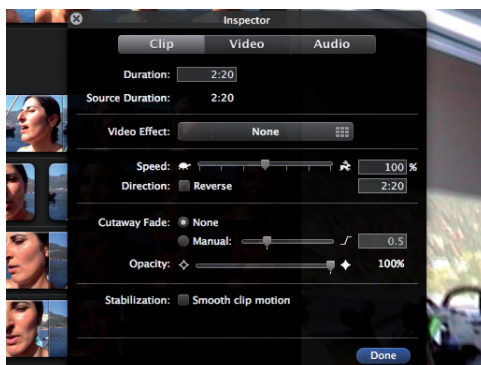 Inspector
Clip Video Audio
Duration: 2:20
Source Duration: 2:20
Video Effect: None
Speed: 100 %
Direction: Reverse 2:20
Cutaway Fade: None
Manual: 0.5
Opacity: 100%
Stabilization: Smooth clip motion
Done